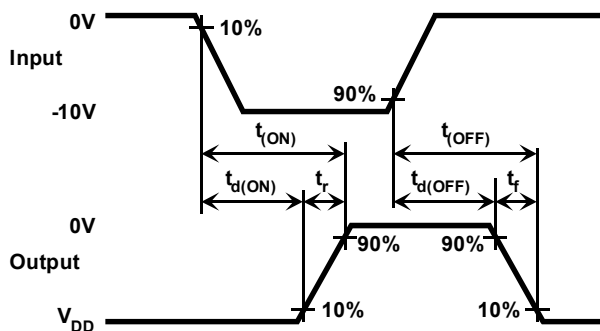 0V
10%
Input
90%
-10V
t(ON)
t(OFF)
td(ON)
tr
td(OFF)
tf
0V
90%
90%
Output
10%
10%
VDD